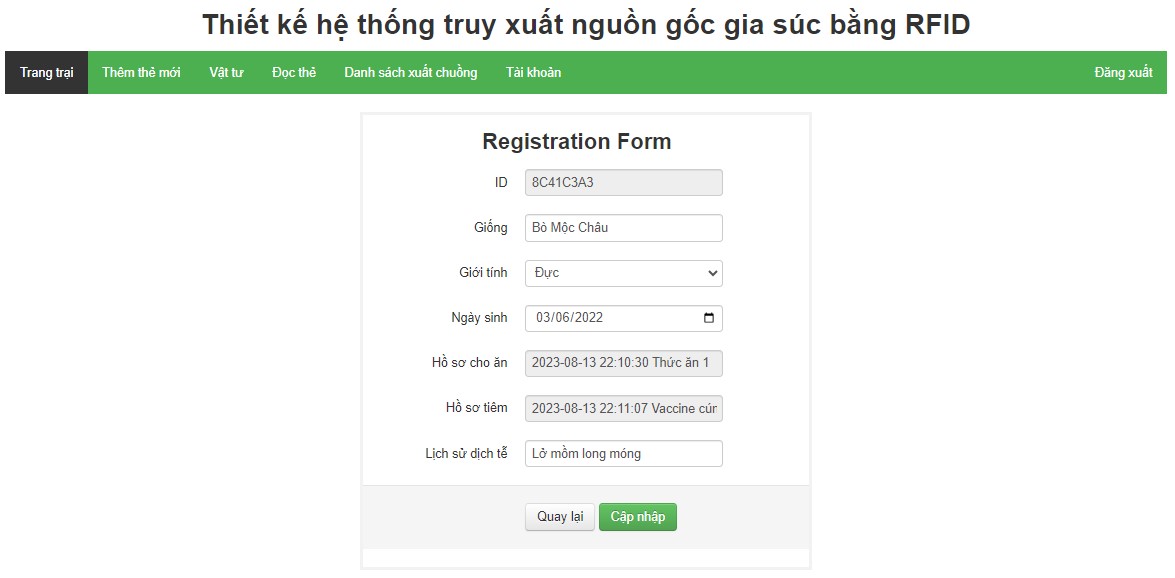 Thiết kế hệ thống truy xuất nguồn gốc gia súc bằng RFID
Trang trại Thêm thẻ mới Vật tư Đọc thẻ Danh sách xuất chuồng Tài khoản Đăng xuất
Registration Form
ID 8C41C3A3
Giống Bò Mộc Châu
Giới tính Đực
Ngày sinh 03/06/2022
Hồ sơ cho ăn 2023-08-13 22:10:30 Thức ăn 1
Hồ sơ tiêm 2023-08-13 22:11:07 Vaccine
Lịch sử dịch tễ Lở mồm long móng
Quay lại Cập nhập